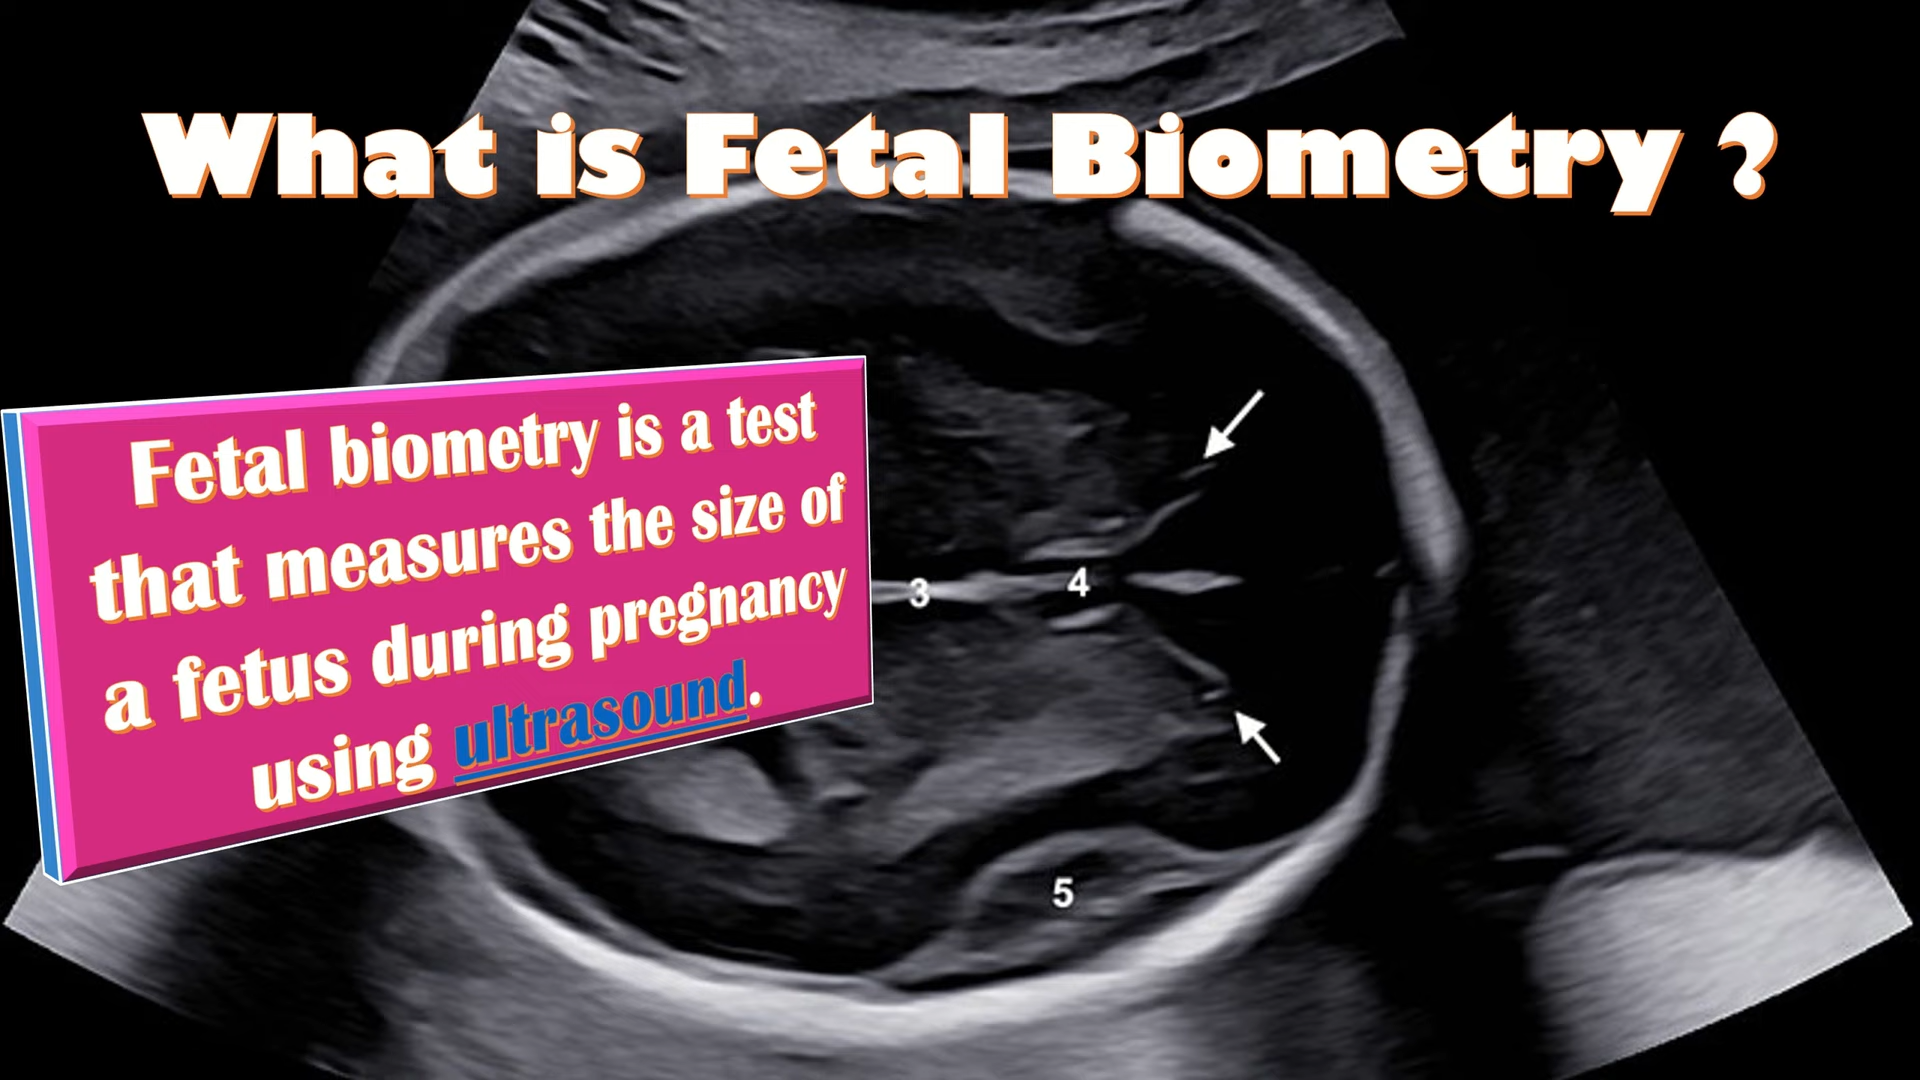 What is Fetal Biometry ?
Fetal biometry is a test
that measures the size of
a fetus during pregnancy
using ultrasound.
3
4
5